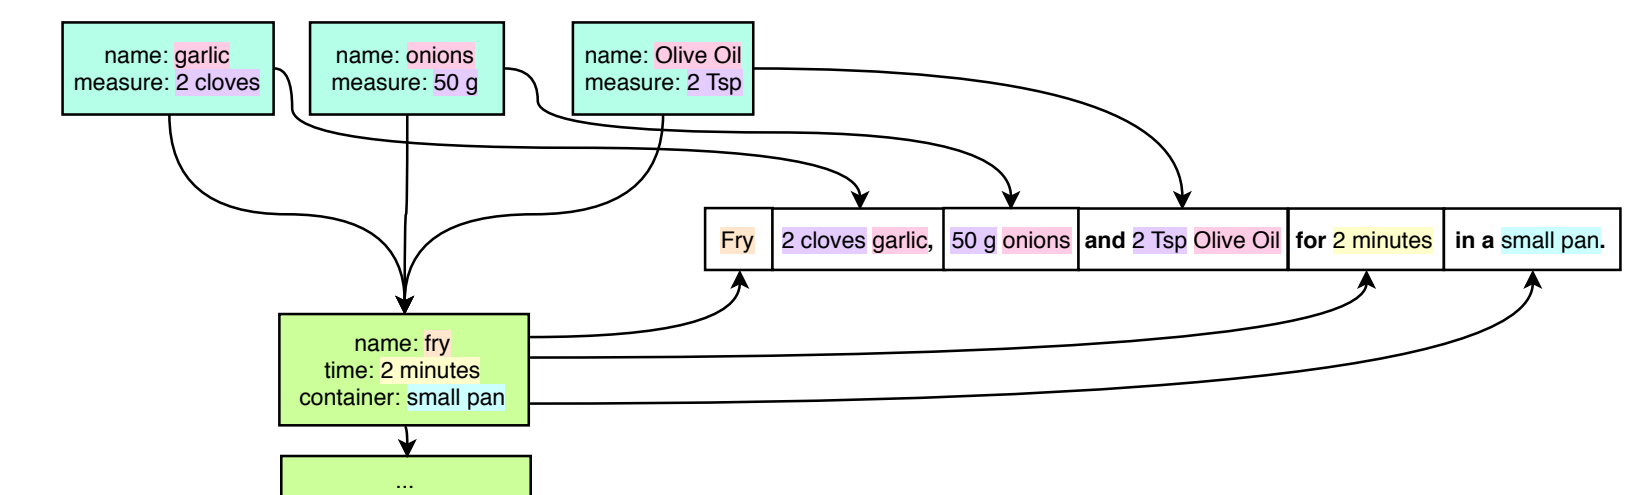 name: garlic
measure: 2 cloves
name: onions
measure: 50 g
name: Olive Oil
measure: 2 Tsp
Fry 2 cloves garlic, 50 g onions and 2 Tsp Olive Oil for 2 minutes in a small pan.
name: fry
time: 2 minutes
container: small pan
...